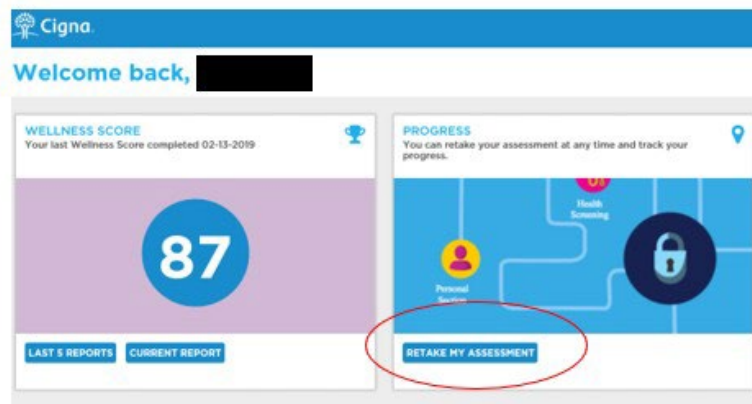 Cigna.
Welcome back,
WELLNESS SCORE
Your last Wellness Score completed 02-13-2019
87
LAST 5 REPORTS
CURRENT REPORT
PROGRESS
You can retake your assessment at any time and track your
progress.
Health
Screening
Personal
Section
RETAKE MY ASSESSMENT